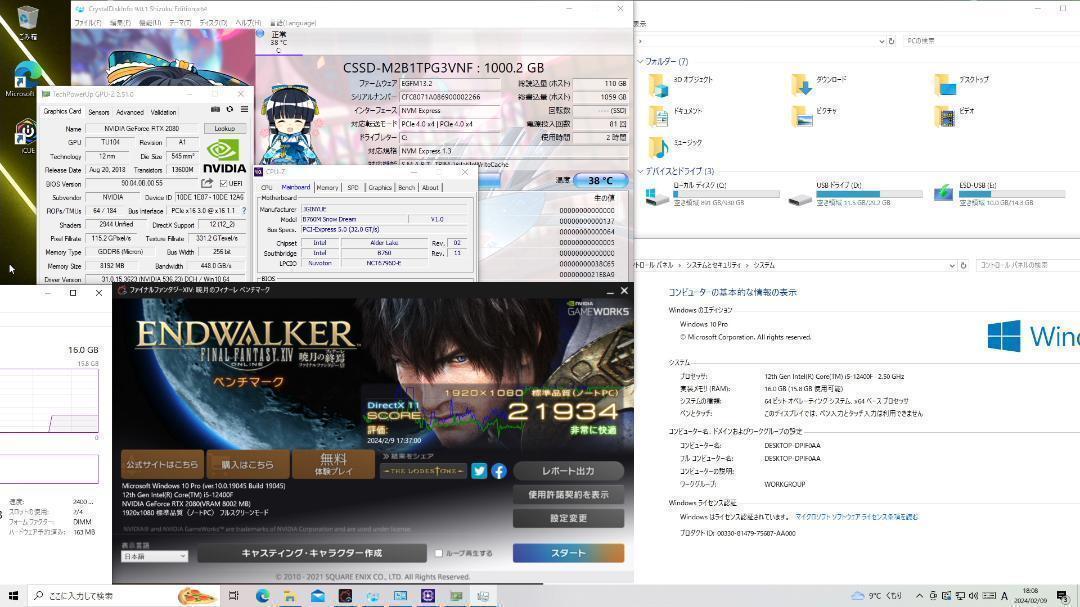 ごみ箱
Microsoft
iCUE
CrystalDiskInfo 9.0.1 Shizuku Edition x64
ファイル(F) 編集(E) 機能(U) テーマ(T) ディスク(D) ヘルプ(H) 言語(Language)
正常
38 °C
C:
CSSD-M2B1TPG3VNF : 1000.2 GB
ファームウェア EGFM13.2 総読込量 (ホスト) 110 GB
シリアルナンバー 総書込量 (ホスト) 1059 GB
インターフェース NVM Express 回転数 ---- (SSD)
対応転送モード PCIe 4.0 x4 | PCIe 4.0 x4 電源投入回数 81 回
ドライブレター C: 使用時間 2 時間
対応規格 NVM Express 1.3
温度 38 °C
生の値
000000000000
000000000137
000000000064
000000000005
000000000000
TechPowerUp GPU-Z 2.51.0
Graphics Card Sensors Advanced Validation
Name NVIDIA GeForce RTX 2080 Lookup
GPU TU104 Revision A1
Technology 12 nm Die Size 545 mm²
Release Date Aug 20, 2018 Transistors 13600M
BIOS Version 90.04.0B.00.55 UEFI
NVIDIA
Subvendor NVIDIA Device ID 10DE 1E87 - 10DE 12A6
ROPs/TMUs 64 / 184 Bus Interface PCIe x16 3.0 @ x16 1.1 ?
Shaders 2944 Unified DirectX Support 12 (12_2)
Pixel Fillrate 115.2 GPixel/s Texture Fillrate 331.2 GTexel/s
Memory Type GDDR6 (Micron) Bus Width 256 bit
Memory Size 8192 MB Bandwidth 448.0 GB/s
Driver Version 31.0.15.3623 (NVIDIA 536.23) DCH / Win10 64
CPU-Z
CPU Mainboard Memory SPD Graphics Bench About
Motherboard
Manufacturer JGINYUE
Model B760M Snow Dream V1.0
Bus Specs. PCI-Express 5.0 (32.0 GT/s)
Chipset Intel Alder Lake Rev. 02
Southbridge Intel B760 Rev. 11
LPCIO Nuvoton NCT6796D-E
BIOS
表示
PCの検索
フォルダー (7)
3D オブジェクト ダウンロード デスクトップ
ドキュメント ピクチャ ビデオ
ミュージック
デバイスとドライブ (3)
ローカル ディスク (C:) USB ドライブ (D:) ESD-USB (E:)
空き領域 891 GB/930 GB 空き領域 11.5 GB/29.2 GB 空き領域 10.0 GB/14.8 GB
システムとセキュリティ システム コントロール パネルの検索
コンピューターの基本的な情報の表示
Windows のエディション
Windows 10 Pro
© Microsoft Corporation. All rights reserved.
システム
プロセッサ: 12th Gen Intel(R) Core(TM) i5-12400F 2.50 GHz
実装メモリ (RAM): 16.0 GB (15.8 GB 使用可能)
システムの種類: 64 ビット オペレーティング システム、x64 ベース プロセッサ
ペンとタッチ: このディスプレイでは、ペン入力とタッチ入力は利用できません
コンピューター名、ドメインおよびワークグループの設定
コンピューター名: DESKTOP-DPIF0AA
フル コンピューター名: DESKTOP-DPIF0AA
コンピューターの説明:
ワークグループ: WORKGROUP
Windows ライセンス認証
Windows はライセンス認証されています。 マイクロソフト ソフトウェア ライセンス条項を読む
プロダクト ID: 00330-81479-75687-AA000
16.0 GB
15.8 GB
0
速度: 2400 ...
スロットの使用: 2/4
フォーム ファクター: DIMM
ハードウェア予約済み: 163 MB
ファイナルファンタジーXIV: 暁月のフィナーレ ベンチマーク
NVIDIA GAMEWORKS
ENDWALKER
FINAL FANTASY XIV ONLINE 暁月の終焉
ベンチマーク
1920×1080 標準品質(ノートPC)
DirectX 11
SCORE 21934
評価: 非常に快適
2024/2/9 17:37:00
公式サイトはこちら 購入はこちら 無料 体験プレイ
結果をシェア
THE LODESTONE
レポート出力
使用許諾契約を表示
設定変更
Microsoft Windows 10 Pro (ver.10.0.19045 Build 19045)
12th Gen Intel(R) Core(TM) i5-12400F
NVIDIA GeForce RTX 2080(VRAM 8002 MB)
1920x1080 標準品質（ノートPC） フルスクリーンモード
NVIDIA® and NVIDIA GameWorks™ are trademarks of NVIDIA Corporation and are used under license.
表示言語
日本語
キャスティング・キャラクター作成
ループ再生する
スタート
© 2010 - 2021 SQUARE ENIX CO., LTD. All Rights Reserved.
ここに入力して検索
9°C くもり
A
18:08
2024/02/09
3